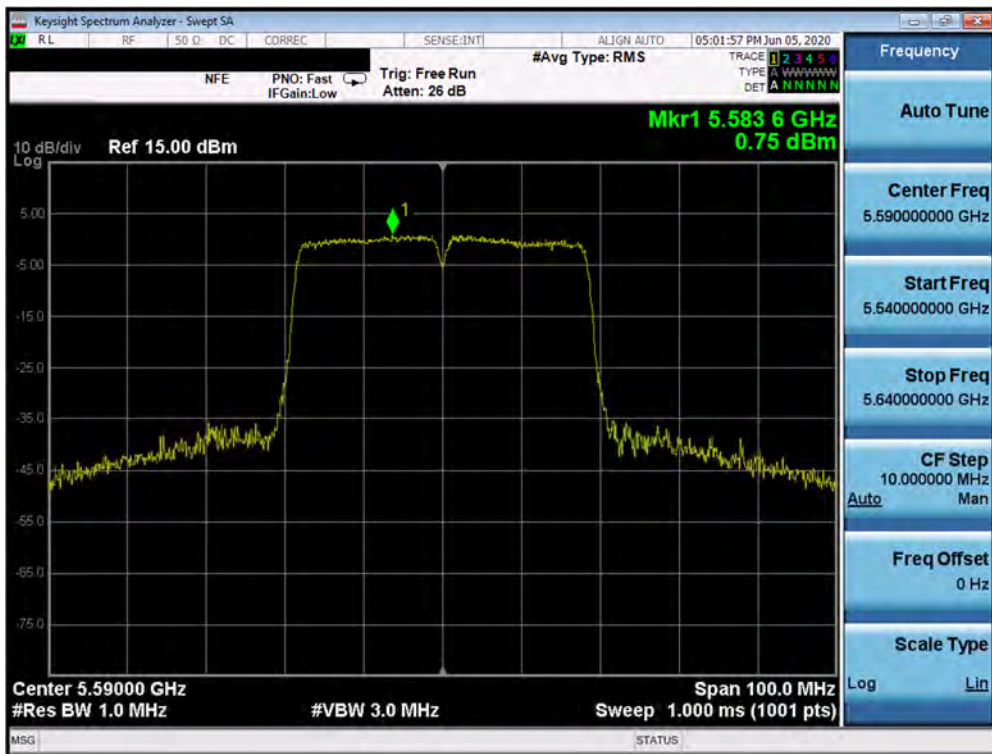 Keysight Spectrum Analyzer - Swept SA
LXI RL RF 50 Ω DC CORREC SENSE:INT ALIGN AUTO 05:01:57 PM Jun 05, 2020
#Avg Type: RMS TRACE 1 2 3 4 5 6
NFE PNO: Fast Trig: Free Run TYPE A WWWWW
IFGain:Low Atten: 26 dB DET A N N N N N
Mkr1 5.583 6 GHz
0.75 dBm
10 dB/div Ref 15.00 dBm
Log
1
5.00
-5.00
-15.0
-25.0
-35.0
-45.0
-55.0
-65.0
-75.0
Center 5.59000 GHz Span 100.0 MHz
#Res BW 1.0 MHz #VBW 3.0 MHz Sweep 1.000 ms (1001 pts)
MSG STATUS
Frequency
Auto Tune
Center Freq
5.590000000 GHz
Start Freq
5.540000000 GHz
Stop Freq
5.640000000 GHz
CF Step
10.000000 MHz
Auto Man
Freq Offset
0 Hz
Scale Type
Log Lin